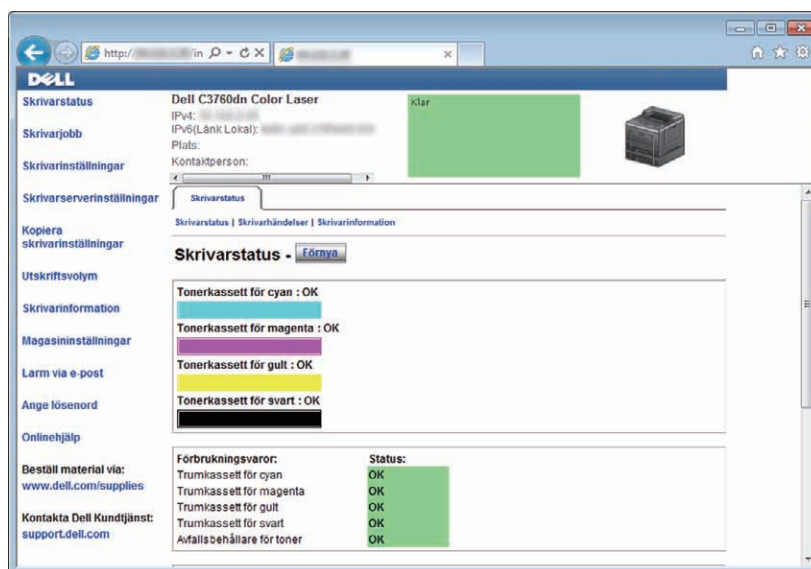 http:// in
DELL
Skrivarstatus
Skrivarjobb
Skrivarinställningar
Skrivarserverinställningar
Kopiera
skrivarinställningar
Utskriftsvolym
Skrivarinformation
Magasininställningar
Larm via e-post
Ange lösenord
Onlinehjälp
Beställ material via:
www.dell.com/supplies
Kontakta Dell Kundtjänst:
support.dell.com
Dell C3760dn Color Laser
IPv4:
IPv6(Länk Lokal):
Plats:
Kontaktperson:
Klar
Skrivarstatus
Skrivarstatus | Skrivarhändelser | Skrivarinformation
Skrivarstatus - Förnya
Tonerkassett för cyan : OK
Tonerkassett för magenta : OK
Tonerkassett för gult : OK
Tonerkassett för svart : OK
Förbrukningsvaror: Status:
Trumkassett för cyan OK
Trumkassett för magenta OK
Trumkassett för gult OK
Trumkassett för svart OK
Avfallsbehållare för toner OK